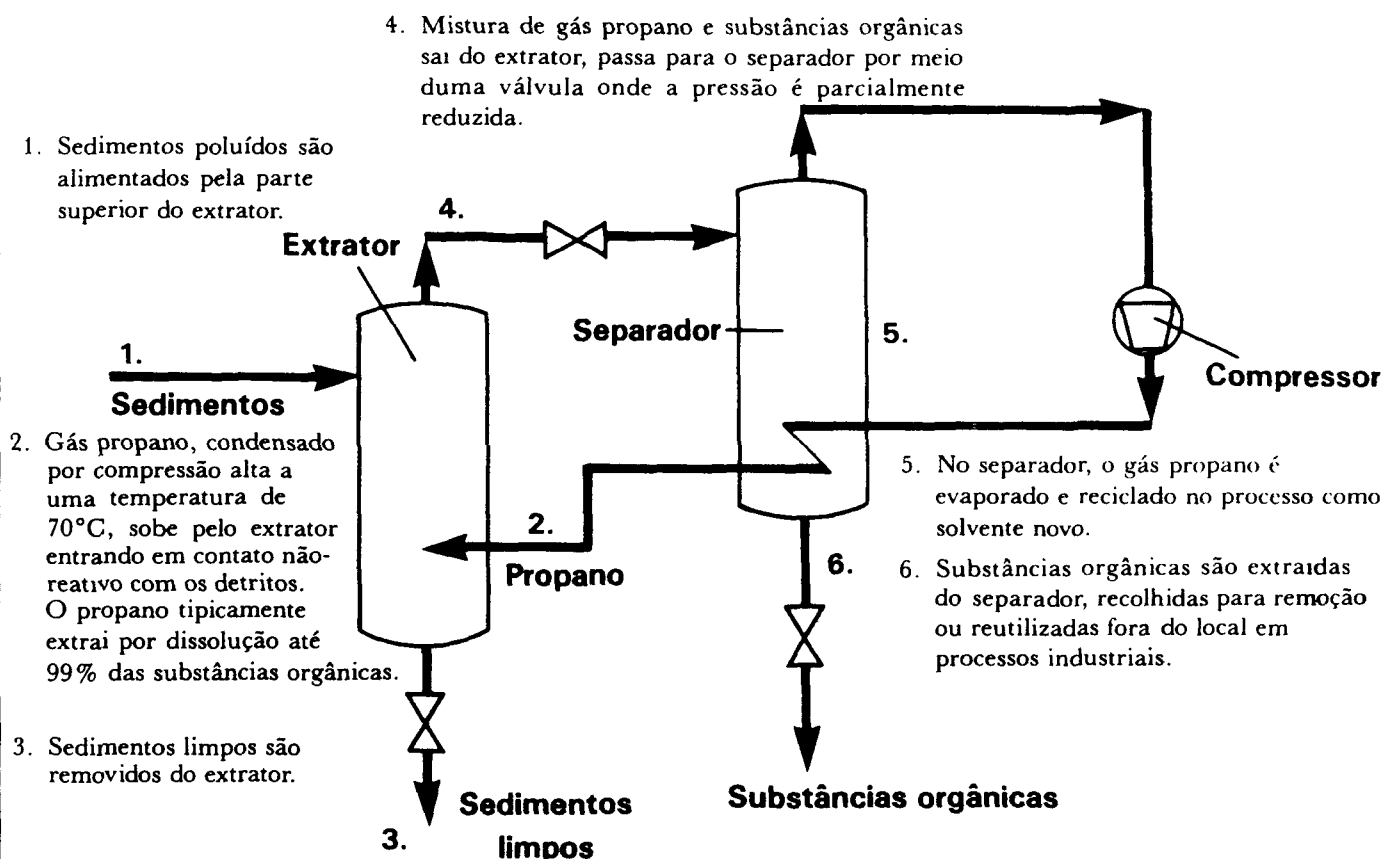 4. Mistura de gás propano e substâncias orgânicas
sai do extrator, passa para o separador por meio
duma válvula onde a pressão é parcialmente
reduzida.
1. Sedimentos poluídos são
alimentados pela parte
superior do extrator.
4.
Extrator
Separador
5.
Compressor
1.
Sedimentos
2. Gás propano, condensado
por compressão alta a
uma temperatura de
70°C, sobe pelo extrator
entrando em contato não-
reativo com os detritos.
O propano tipicamente
extrai por dissolução até
99% das substâncias orgânicas.
2.
Propano
5. No separador, o gás propano é
evaporado e reciclado no processo como
solvente novo.
6.
6. Substâncias orgânicas são extraídas
do separador, recolhidas para remoção
ou reutilizadas fora do local em
processos industriais.
3. Sedimentos limpos são
removidos do extrator.
3.
Sedimentos
limpos
Substâncias orgânicas